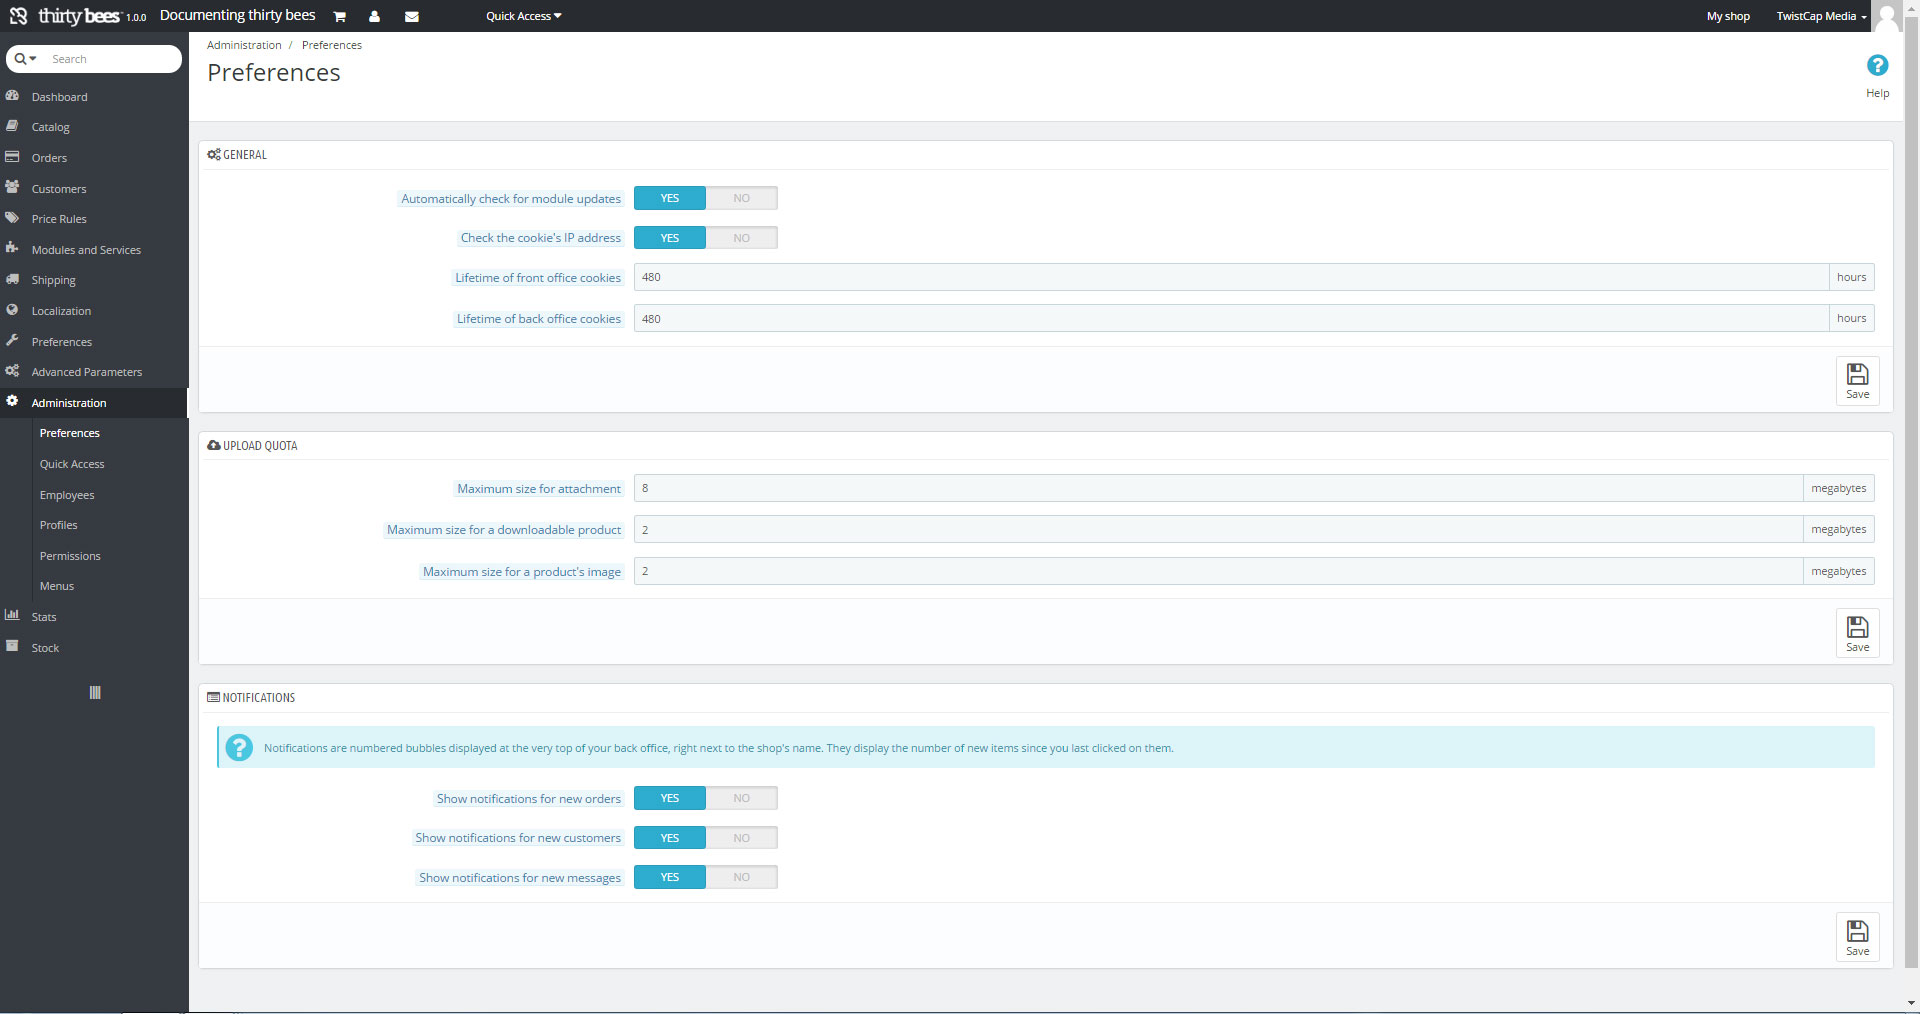 thirty bees 1.0.0 Documenting thirty bees Quick Access My shop TwistCap Media
Search
Dashboard
Catalog
Orders
Customers
Price Rules
Modules and Services
Shipping
Localization
Preferences
Advanced Parameters
Administration
Preferences
Quick Access
Employees
Profiles
Permissions
Menus
Stats
Stock
Administration / Preferences
Preferences
Help
GENERAL
Automatically check for module updates YES NO
Check the cookie's IP address YES NO
Lifetime of front office cookies 480 hours
Lifetime of back office cookies 480 hours
Save
UPLOAD QUOTA
Maximum size for attachment 8 megabytes
Maximum size for a downloadable product 2 megabytes
Maximum size for a product's image 2 megabytes
Save
NOTIFICATIONS
Notifications are numbered bubbles displayed at the very top of your back office, right next to the shop's name. They display the number of new items since you last clicked on them.
Show notifications for new orders YES NO
Show notifications for new customers YES NO
Show notifications for new messages YES NO
Save